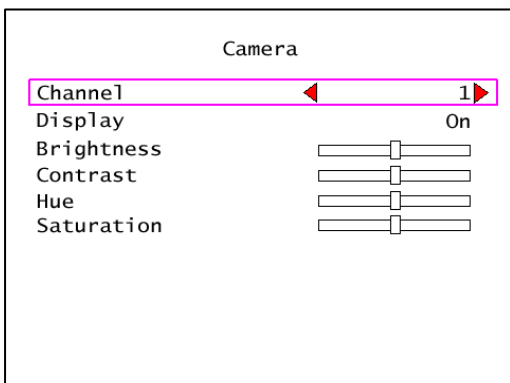 Camera
Channel 1
Display On
Brightness
Contrast
Hue
Saturation